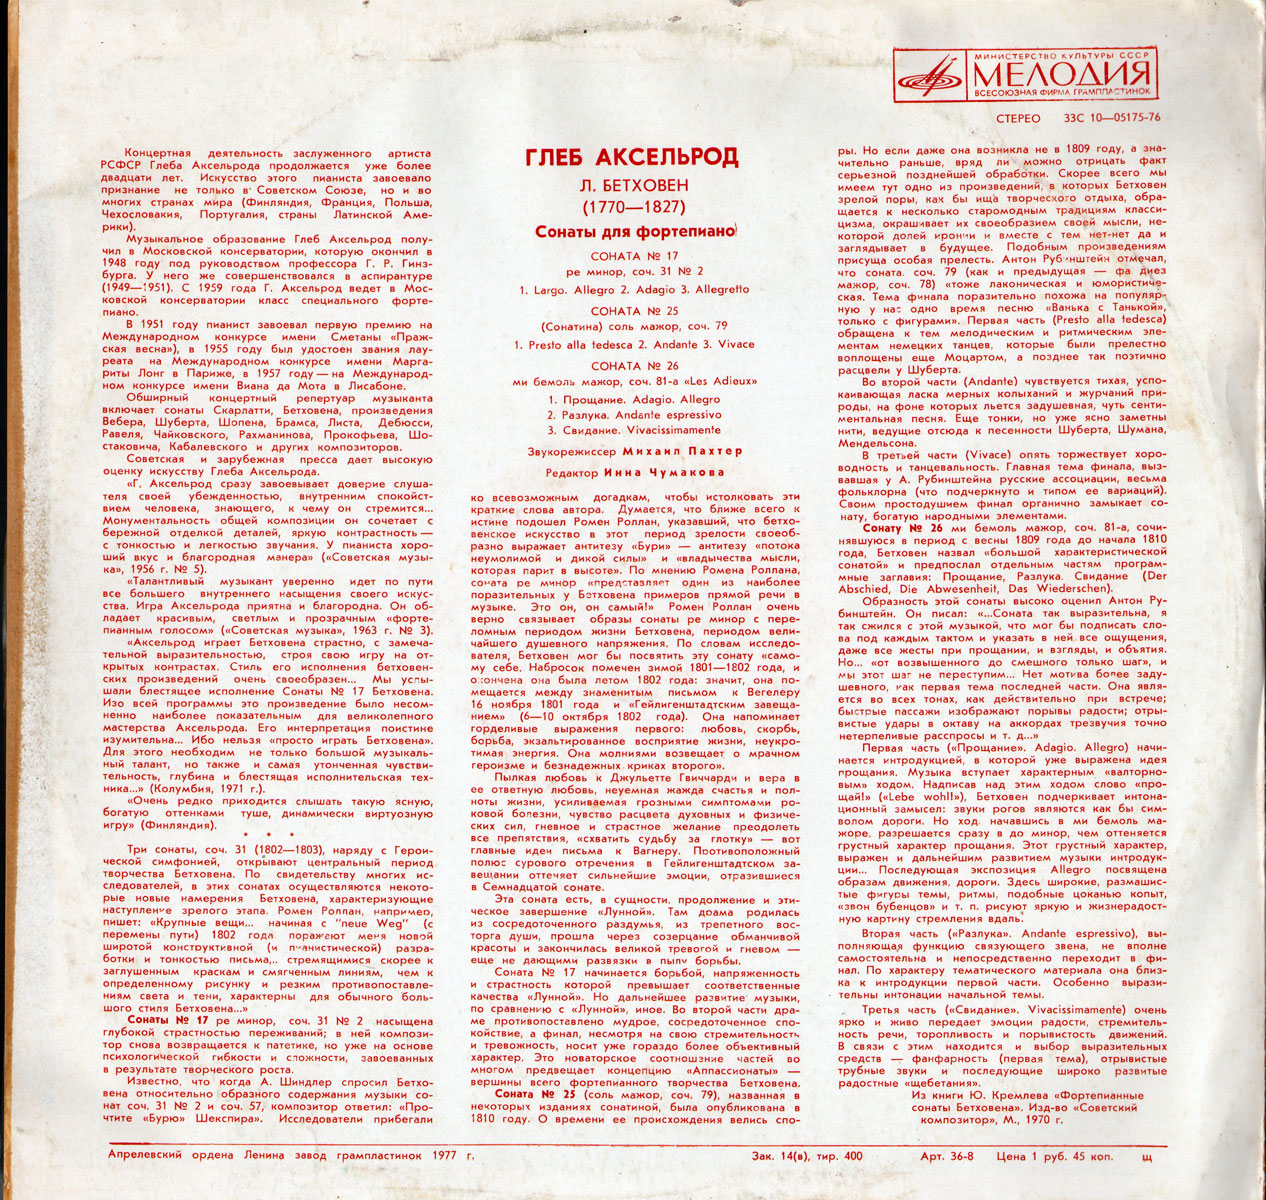 МИНИСТЕРСТВО КУЛЬТУРЫ СССР
МЕЛОДИЯ
ВСЕСОЮЗНАЯ ФИРМА ГРАМПЛАСТИНОК
СТЕРЕО 33С 10—05175-76
Концертная деятельность заслуженного артиста
РСФСР Глеба Аксельрода продолжается уже более
двадцати лет. Искусство этого пианиста завоевало
признание не только в Советском Союзе, но и во
многих странах мира (Финляндия, Франция, Польша,
Чехословакия, Португалия, страны Латинской Аме-
рики).
Музыкальное образование Глеб Аксельрод полу-
чил в Московской консерватории, которую окончил в
1948 году под руководством профессора Г. Р. Гинз-
бурга. У него же совершенствовался в аспирантуре
(1949—1951). С 1959 года Г. Аксельрод ведет в Мос-
ковской консерватории класс специального форте-
пиано.
В 1951 году пианист завоевал первую премию на
Международном конкурсе имени Сметаны («Праж-
ская весна»), в 1955 году был удостоен звания лау-
реата на Международном конкурсе имени Марга-
риты Лонг в Париже, в 1957 году — на Международ-
ном конкурсе имени Виана да Мота в Лисабоне.
Обширный концертный репертуар музыканта
включает сонаты Скарлатти, Бетховена, произведения
Вебера, Шуберта, Шопена, Брамса, Листа, Дебюсси,
Равеля, Чайковского, Рахманинова, Прокофьева, Шо-
стаковича, Кабалевского и других композиторов.
Советская и зарубежная пресса дает высокую
оценку искусству Глеба Аксельрода.
«Г. Аксельрод сразу завоевывает доверие слуша-
теля своей убежденностью, внутренним спокойст-
вием человека, знающего, к чему он стремится...
Монументальность общей композиции он сочетает с
бережной отделкой деталей, яркую контрастность —
с тонкостью и легкостью звучания. У пианиста хоро-
ший вкус и благородная манера» («Советская музы-
ка», 1956 г. № 5).
«Талантливый музыкант уверенно идет по пути
все большего внутреннего насыщения своего искус-
ства. Игра Аксельрода приятна и благородна. Он об-
ладает красивым, светлым и прозрачным «форте-
пианным голосом» («Советская музыка», 1963 г. № 3).
«Аксельрод играет Бетховена страстно, с замеча-
тельной выразительностью, строя свою игру на от-
крытых контрастах. Стиль его исполнения бетховен-
ских произведений очень своеобразен... Мы услы-
шали блестящее исполнение Сонаты № 17 Бетховена.
Изо всей программы это произведение было несом-
ненно наиболее показательным для великолепного
мастерства Аксельрода. Его интерпретация поистине
изумительна... Ибо нельзя «просто играть Бетховена».
Для этого необходим не только большой музыкаль-
ный талант, но также и самая утонченная чувстви-
тельность, глубина и блестящая исполнительская тех-
ника...» (Колумбия, 1971 г.).
«Очень редко приходится слышать такую ясную,
богатую оттенками туше, динамически виртуозную
игру» (Финляндия).
* * *
Три сонаты, соч. 31 (1802—1803), наряду с Герои-
ческой симфонией, открывают центральный период
творчества Бетховена. По свидетельству многих ис-
следователей, в этих сонатах осуществляются некото-
рые новые намерения Бетховена, характеризующие
наступление зрелого этапа. Ромен Роллан, например,
пишет: «Крупные вещи... начиная с "neue Weg" (с
перемены пути) 1802 года поражают меня новой
широтой конструктивной (и пианистической) разра-
ботки и тонкостью письма,.. стремящимися скорее к
заглушенным краскам и смягченным линиям, чем к
определенному рисунку и резким противопоставле-
ниям света и тени, характерны для обычного боль-
шого стиля Бетховена...»
Сонаты № 17 ре минор, соч. 31 № 2 насыщена
глубокой страстностью переживаний; в ней компози-
тор снова возвращается к патетике, но уже на основе
психологической гибкости и сложности, завоеванных
в результате творческого роста.
Известно, что когда А. Шиндлер спросил Бетхо-
вена относительно образного содержания музыки со-
нат соч. 31 № 2 и соч. 57, композитор ответил: «Про-
чтите «Бурю» Шекспира». Исследователи прибегали
ГЛЕБ АКСЕЛЬРОД
Л. БЕТХОВЕН
(1770—1827)
Сонаты для фортепиано
СОНАТА № 17
ре минор, соч. 31 № 2
1. Largo. Allegro 2. Adagio 3. Allegretto
СОНАТА № 25
(Сонатина) соль мажор, соч. 79
1. Presto alla tedesca 2. Andante 3. Vivace
СОНАТА № 26
ми бемоль мажор, соч. 81-а «Les Adieux»
1. Прощание. Adagio. Allegro
2. Разлука. Andante espressivo
3. Свидание. Vivacissimamente
Звукорежиссер Михаил Пахтер
Редактор Инна Чумакова
ко всевозможным догадкам, чтобы истолковать эти
краткие слова автора. Думается, что ближе всего к
истине подошел Ромен Роллан, указавший, что бетхо-
венское искусство в этот период зрелости своеоб-
разно выражает антитезу «Бури» — антитезу «потока
неумолимой и дикой силы» и «владычества мысли,
которая парит в высоте». По мнению Ромена Роллана,
соната ре минор «представляет один из наиболее
поразительных у Бетховена примеров прямой речи в
музыке. Это он, он самый!» Ромен Роллан очень
верно связывает образы сонаты ре минор с пере-
ломным периодом жизни Бетховена, периодом вели-
чайшего душевного напряжения. По словам исследо-
вателя, Бетховен мог бы посвятить эту сонату «само-
му себе. Набросок помечен зимой 1801—1802 года, и
окончена она была летом 1802 года: значит, она по-
мещается между знаменитым письмом к Вегелеру
16 ноября 1801 года и «Гейлигенштадтским завеща-
нием» (6—10 октября 1802 года). Она напоминает
горделивые выражения первого: любовь, скорбь,
борьба, экзальтированное восприятие жизни, неукро-
тимая энергия. Она молниями возвещает о мрачном
героизме и безнадежных криках второго».
Пылкая любовь к Джульетте Гвиччарди и вера в
ее ответную любовь, неуемная жажда счастья и пол-
ноты жизни, усиливаемая грозными симптомами ро-
ковой болезни, чувство расцвета духовных и физиче-
ских сил, гневное и страстное желание преодолеть
все препятствия, «схватить судьбу за глотку» — вот
главные идеи письма к Вагнеру. Противоположный
полюс сурового отречения в Гейлигенштадтском за-
вещании оттеняет сильнейшие эмоции, отразившиеся
в Семнадцатой сонате.
Эта соната есть, в сущности, продолжение и эти-
ческое завершение «Лунной». Там драма родилась
из сосредоточенного раздумья, из трепетного вос-
торга души, прошла через созерцание обманчивой
красоты и закончилась великой тревогой и гневом —
еще не дающими развязки в пылу борьбы.
Соната № 17 начинается борьбой, напряженность
и страстность которой превышает соответственные
качества «Лунной». Но дальнейшее развитие музыки,
по сравнению с «Лунной», иное. Во второй части дра-
ме противопоставлено мудрое, сосредоточенное спо-
койствие, а финал, несмотря на свою стремительность
и тревожность, носит уже гораздо более объективный
характер. Это новаторское соотношение частей во
многом предвещает концепцию «Аппассионаты» —
вершины всего фортепианного творчества Бетховена.
Соната № 25 (соль мажор, соч. 79), названная в
некоторых изданиях сонатиной, была опубликована в
1810 году. О времени ее происхождения велись спо-
ры. Но если даже она возникла не в 1809 году, а зна-
чительно раньше, вряд ли можно отрицать факт
серьезной позднейшей обработки. Скорее всего мы
имеем тут одно из произведений, в которых Бетховен
зрелой поры, как бы ища творческого отдыха, обра-
щается к несколько старомодным традициям класси-
цизма, окрашивает их своеобразием своей мысли, не-
которой долей иронии и вместе с тем нет-нет да и
заглядывает в будущее. Подобным произведениям
присуща особая прелесть. Антон Рубинштейн отмечал,
что соната соч. 79 (как и предыдущая — фа диез
мажор, соч. 78) «тоже лаконическая и юмористиче-
ская. Тема финала поразительно похожа на популяр-
ную у нас одно время песню «Ванька с Танькой»,
только с фигурами». Первая часть (Presto alla tedesca)
обращена к тем мелодическим и ритмическим эле-
ментам немецких танцев, которые были прелестно
воплощены еще Моцартом, а позднее так поэтично
расцвели у Шуберта.
Во второй части (Andante) чувствуется тихая, успо-
каивающая ласка мерных колыханий и журчаний при-
роды, на фоне которых льется задушевная, чуть сенти-
ментальная песня. Еще тонки, но уже ясно заметны
нити, ведущие отсюда к песенности Шуберта, Шумана,
Мендельсона.
В третьей части (Vivace) опять торжествует хоро-
водность и танцевальность. Главная тема финала, выз-
вавшая у А. Рубинштейна русские ассоциации, весьма
фольклорна (что подчеркнуто и типом ее вариаций).
Своим простодушием финал органично замыкает со-
нату, богатую народными элементами.
Сонату № 26 ми бемоль мажор, соч. 81-а, сочи-
нявшуюся в период с весны 1809 года до начала 1810
года, Бетховен назвал «большой характеристической
сонатой» и предпослал отдельным частям програм-
мные заглавия: Прощание, Разлука. Свидание (Der
Abschied, Die Abwesenheit, Das Wiederschen).
Образность этой сонаты высоко оценил Антон Ру-
бинштейн. Он писал: «...Соната так выразительна, я
так сжился с этой музыкой, что мог бы подписать сло-
ва под каждым тактом и указать в ней все ощущения,
даже все жесты при прощании, и взгляды, и объятия.
Но... «от возвышенного до смешного только шаг», и
мы этот шаг не переступим... Нет мотива более заду-
шевного, как первая тема последней части. Она явля-
ется во всех тонах, как действительно при встрече;
быстрые пассажи изображают порывы радости; отры-
вистые удары в октаву на аккордах трезвучия точно
нетерпеливые расспросы и т. д...»
Первая часть («Прощание». Adagio. Allegro) начи-
нается интродукцией, в которой уже выражена идея
прощания. Музыка вступает характерным «валторно-
вым» ходом. Надписав над этим ходом слово «про-
щай!» («Lebe wohl!»), Бетховен подчеркивает интона-
ционный замысел: звуки рогов являются как бы сим-
волом дороги. Но ход, начавшись в ми бемоль ма-
жоре, разрешается сразу в до минор, чем оттеняется
грустный характер прощания. Этот грустный характер,
выражен и дальнейшим развитием музыки интродук-
ции... Последующая экспозиция Allegro посвящена
образам движения, дороги. Здесь широкие, размашис-
тые фигуры темы, ритмы, подобные цоканью копыт,
«звон бубенцов» и т. п. рисуют яркую и жизнерадост-
ную картину стремления вдаль.
Вторая часть («Разлука». Andante espressivo), вы-
полняющая функцию связующего звена, не вполне
самостоятельна и непосредственно переходит в фи-
нал. По характеру тематического материала она близ-
ка к интродукции первой части. Особенно вырази-
тельны интонации начальной темы.
Третья часть («Свидание». Vivacissimamente) очень
ярко и живо передает эмоции радости, стремитель-
ность речи, торопливость и порывистость движений.
В связи с этим находится и выбор выразительных
средств — фанфарность (первая тема), отрывистые
трубные звуки и последующие широко развитые
радостные «щебетания».
Из книги Ю. Кремлева «Фортепианные
сонаты Бетховена». Изд-во «Советский
композитор», М., 1970 г.
Апрелевский ордена Ленина завод грампластинок 1977 г. Зак. 14(в), тир. 400 Арт. 36-8 Цена 1 руб. 45 коп. щ